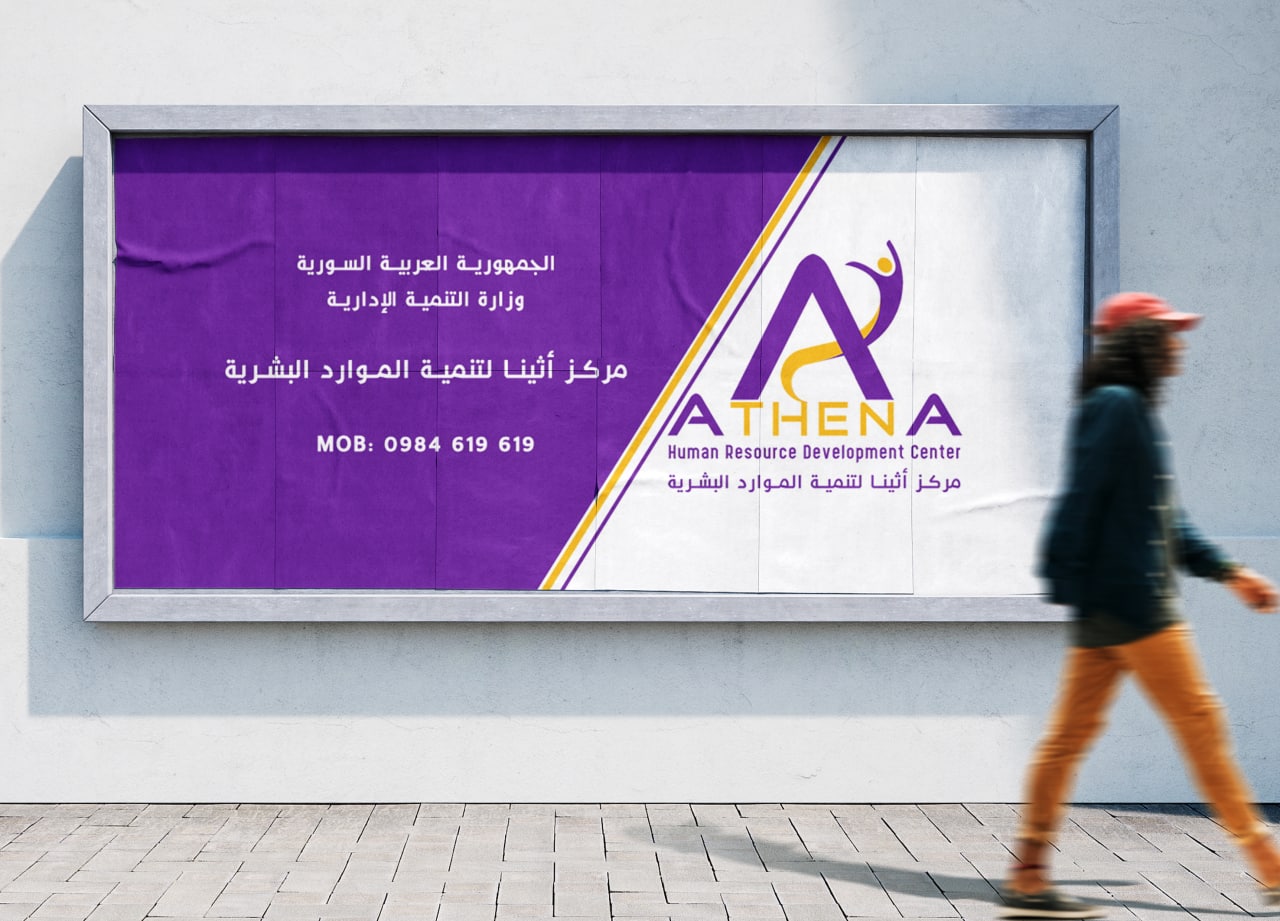 الجمهورية العربية السورية
وزارة التنمية الإدارية
مركز أثينا لتنمية الموارد البشرية
MOB: 0984 619 619
ATHENA
Human Resource Development Center
مركز أثينا لتنمية الموارد البشرية